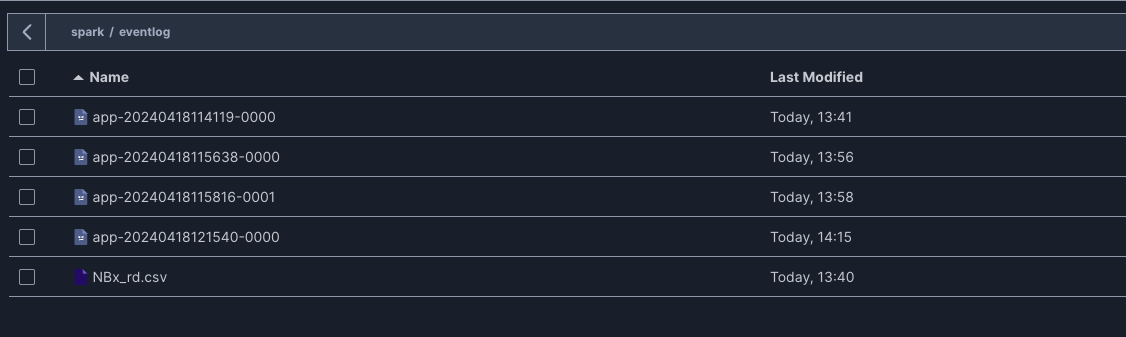 spark / eventlog
Name Last Modified
app-20240418114119-0000 Today, 13:41
app-20240418115638-0000 Today, 13:56
app-20240418115816-0001 Today, 13:58
app-20240418121540-0000 Today, 14:15
NBx_rd.csv Today, 13:40